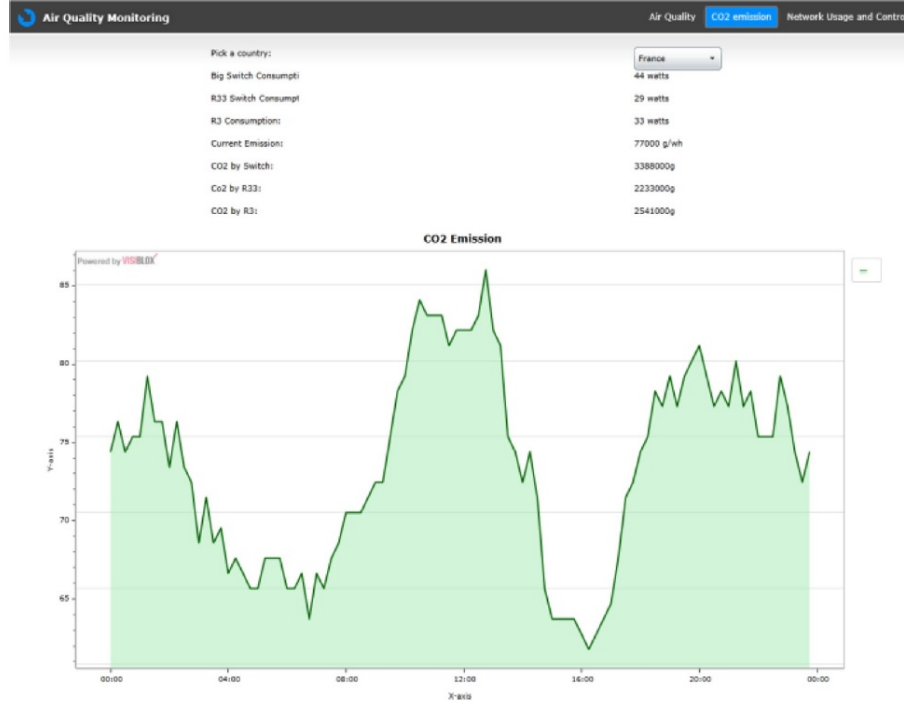 Air Quality Monitoring Air Quality CO2 emission Network Usage and Contro
Pick a country: France
Big Switch Consumpti 44 watts
R33 Switch Consumpt 29 watts
R3 Consumption: 33 watts
Current Emission: 77000 g/wh
CO2 by Switch: 3388000g
Co2 by R33: 2233000g
CO2 by R3: 2541000g
CO2 Emission
Powered by VISIBLOX
85
80
75
Y-axis
70
65
00:00 04:00 08:00 12:00 16:00 20:00 00:00
X-axis